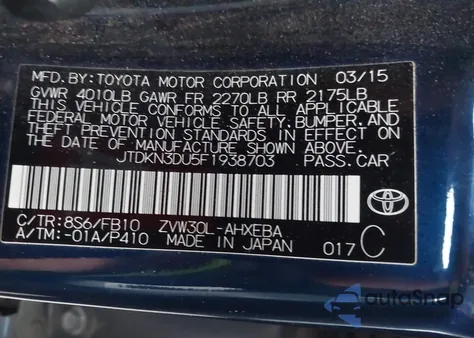 MFD. BY: TOYOTA MOTOR CORPORATION 03/15
GVWR 4010LB GAWR FR 2270LB RR 2175LB
THIS VEHICLE CONFORMS TO ALL APPLICABLE
FEDERAL MOTOR VEHICLE SAFETY, BUMPER,
AND THEFT PREVENTION STANDARDS IN EFFECT ON
THE DATE OF MANUFACTURE SHOWN ABOVE.
JTDKN3DU5F1938703 PASS.CAR
C/TR:8S6/FB10 ZVW30L-AHXEBA
A/TM:-01A/P410 MADE IN JAPAN 017C
TOYOTA
autoSnap